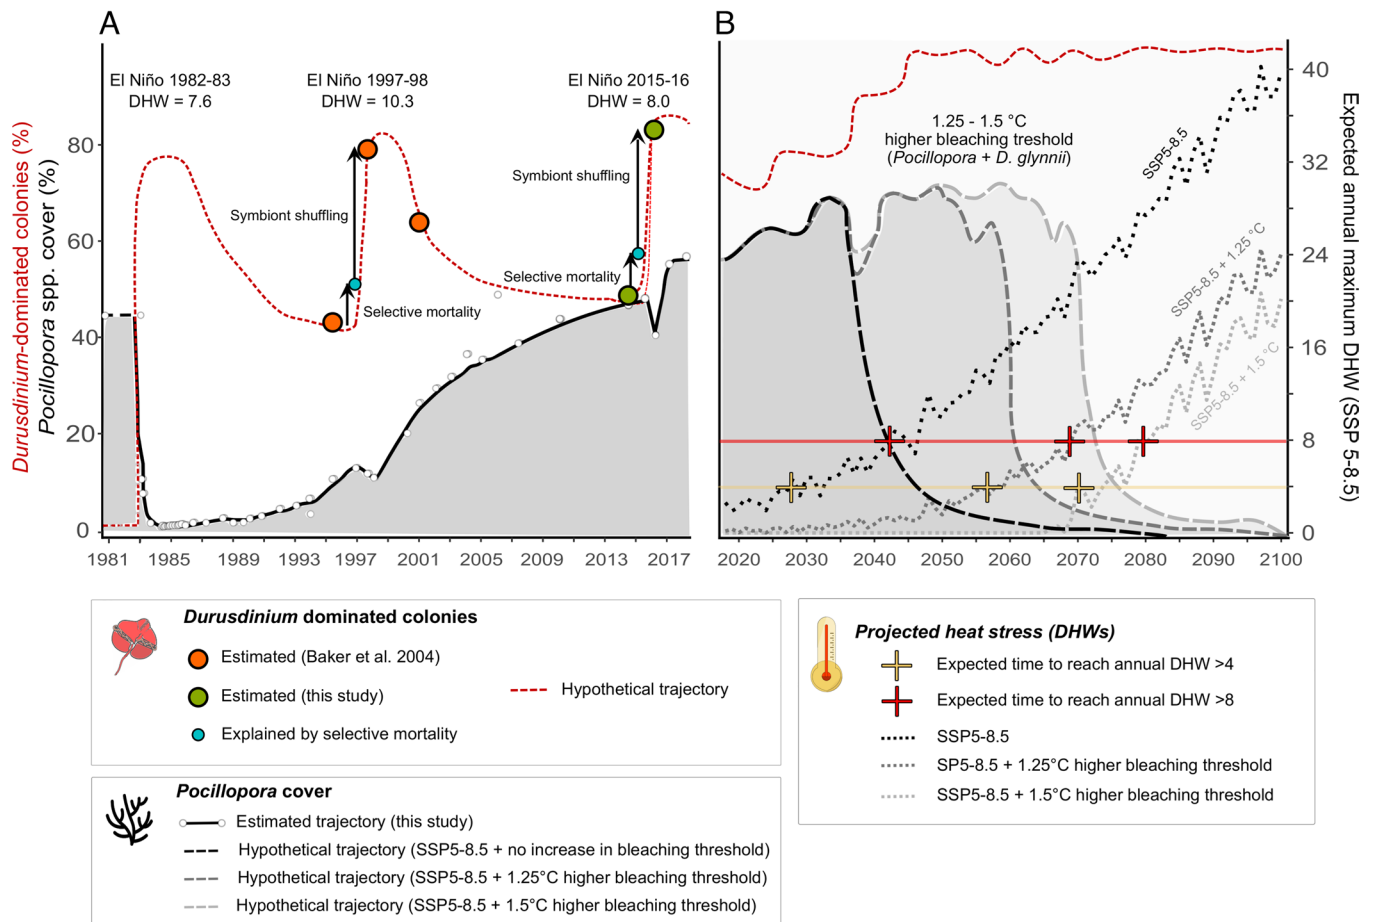 A
B
El Niño 1982-83
DHW = 7.6
El Niño 1997-98
DHW = 10.3
El Niño 2015-16
DHW = 8.0
Durusdinium-dominated colonies (%)
Pocillopora spp. cover (%)
80
60
40
20
0
Symbiont shuffling
Selective mortality
Symbiont shuffling
Selective mortality
1981
1985
1989
1993
1997
2001
2005
2009
2013
2017
1.25 - 1.5 °C
higher bleaching treshold
(Pocillopora + D. glynnii)
SSP5-8.5
SSP5-8.5 + 1.25 °C
SSP5-8.5 + 1.5 °C
40
32
24
16
8
0
Expected annual maximum DHW (SSP 5-8.5)
2020
2030
2040
2050
2060
2070
2080
2090
2100
Durusdinium dominated colonies
Estimated (Baker et al. 2004)
Estimated (this study)
Explained by selective mortality
Hypothetical trajectory
Pocillopora cover
Estimated trajectory (this study)
Hypothetical trajectory (SSP5-8.5 + no increase in bleaching threshold)
Hypothetical trajectory (SSP5-8.5 + 1.25°C higher bleaching threshold)
Hypothetical trajectory (SSP5-8.5 + 1.5°C higher bleaching threshold)
Projected heat stress (DHWs)
Expected time to reach annual DHW >4
Expected time to reach annual DHW >8
SSP5-8.5
SP5-8.5 + 1.25°C higher bleaching threshold
SSP5-8.5 + 1.5°C higher bleaching threshold